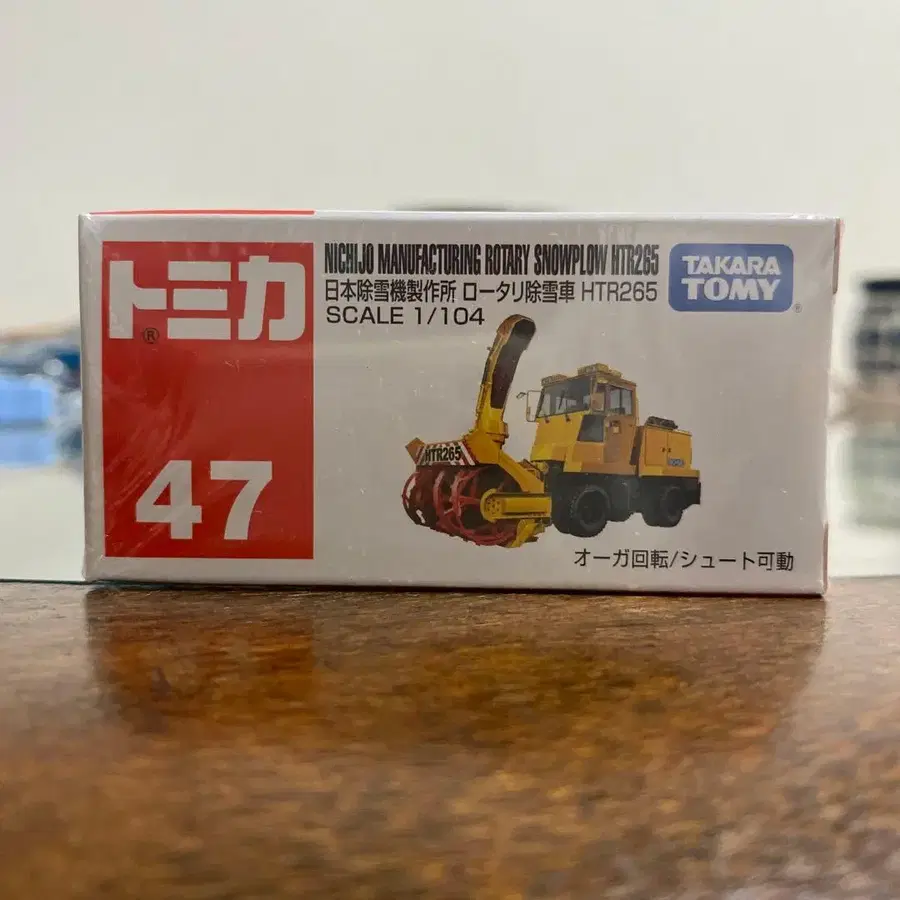 トミカ
®
47
NICHIJO MANUFACTURING ROTARY SNOWPLOW HTR265
日本除雪機製作所 ロータリ除雪車 HTR265
SCALE 1/104
TAKARA
TOMY
®
HTR265
オーガ回転/シュート可動